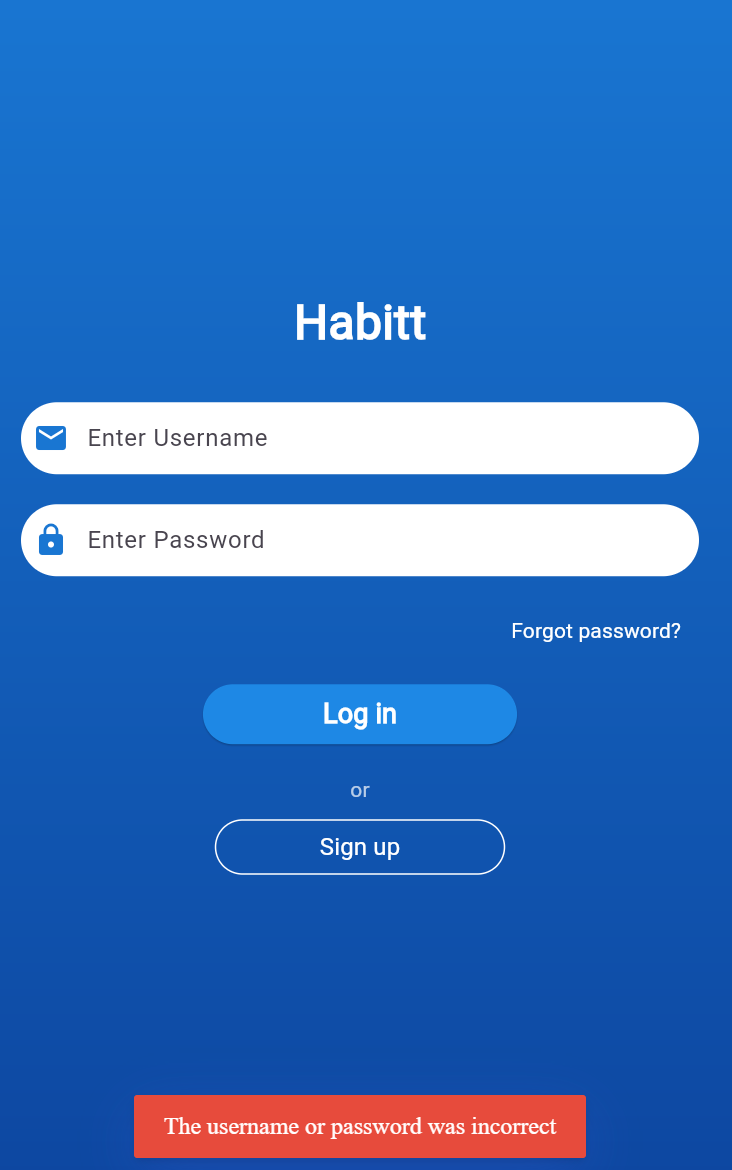 Habitt
Enter Username
Enter Password
Forgot password?
Log in
or
Sign up
The username or password was incorrect